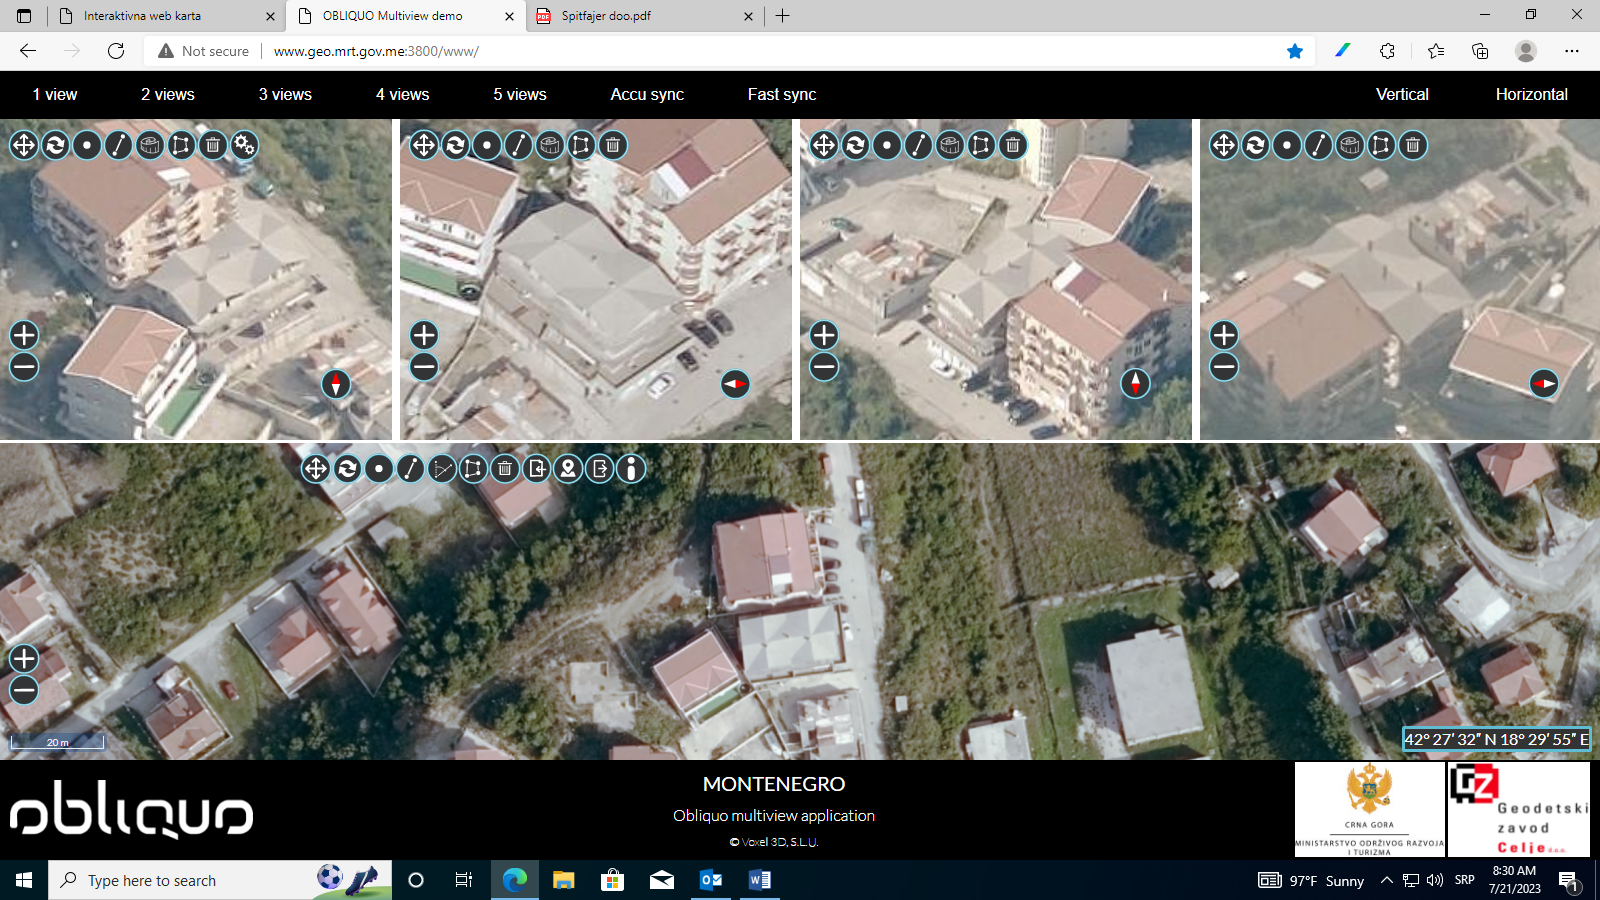 Interaktivna web karta
OBLIQUO Multiview demo
Spitfajer doo.pdf
Not secure
www.geo.mrt.gov.me:3800/www/
1 view
2 views
3 views
4 views
5 views
Accu sync
Fast sync
Vertical
Horizontal
20 m
42° 27′ 32″ N 18° 29′ 55″ E
obliquo
MONTENEGRO
Obliquo multiview application
© Voxel 3D, S.L.U.
CRNA GORA
MINISTARSTVO ODRŽIVOG RAZVOJA
I TURIZMA
GZ
Geodetski
zavod
Celje d.o.o.
Type here to search
97°F Sunny
SRP
8:30 AM
7/21/2023
1